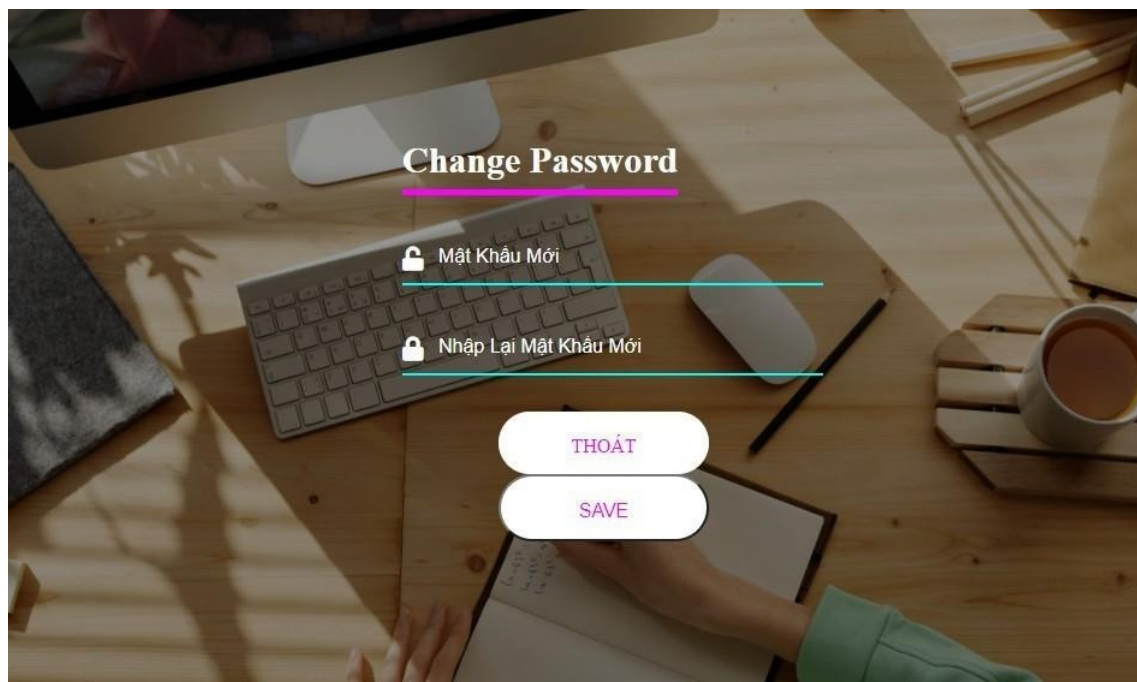 Change Password
Mật Khẩu Mới
Nhập Lại Mật Khẩu Mới
THOÁT
SAVE